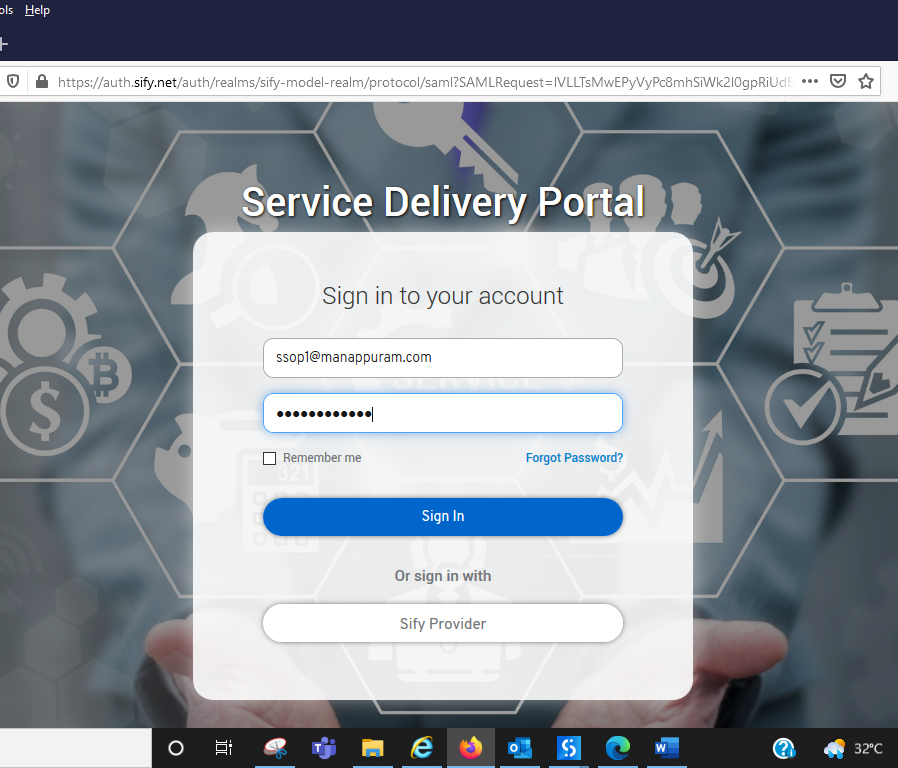 ols Help
https://auth.sify.net/auth/realms/sify-model-realm/protocol/saml?SAMLRequest=
Service Delivery Portal
Sign in to your account
ssop1@manappuram.com
••••••••••••
Remember me Forgot Password?
321
Sign In
Or sign in with
Sify Provider
32°C